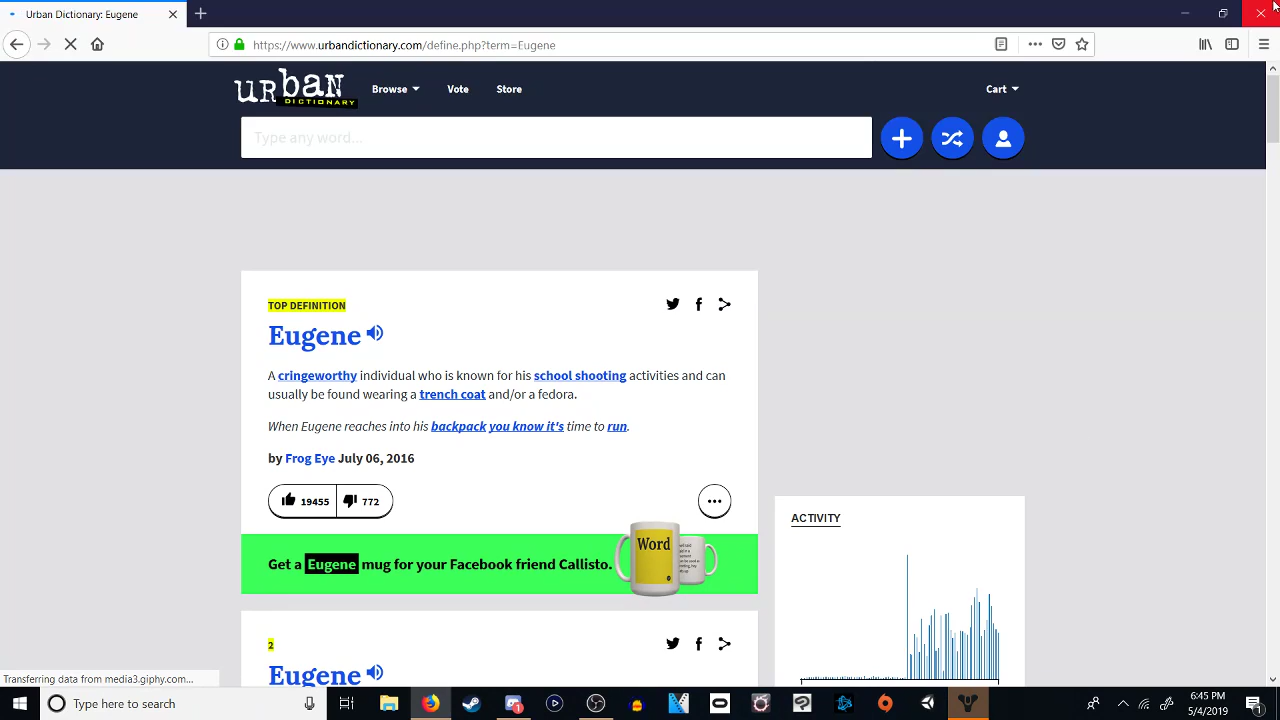 Urban Dictionary: Eugene
https://www.urbandictionary.com/define.php?term=Eugene
urban
DICTIONARY
Browse
Vote
Store
Cart
Type any word...
TOP DEFINITION
Eugene
A cringeworthy individual who is known for his school shooting activities and can
usually be found wearing a trench coat and/or a fedora.
When Eugene reaches into his backpack you know it's time to run.
by Frog Eye July 06, 2016
19455
772
Get a Eugene mug for your Facebook friend Callisto.
Word
ACTIVITY
2
Eugene
Transferring data from media3.giphy.com...
Type here to search
6:45 PM
5/4/2019